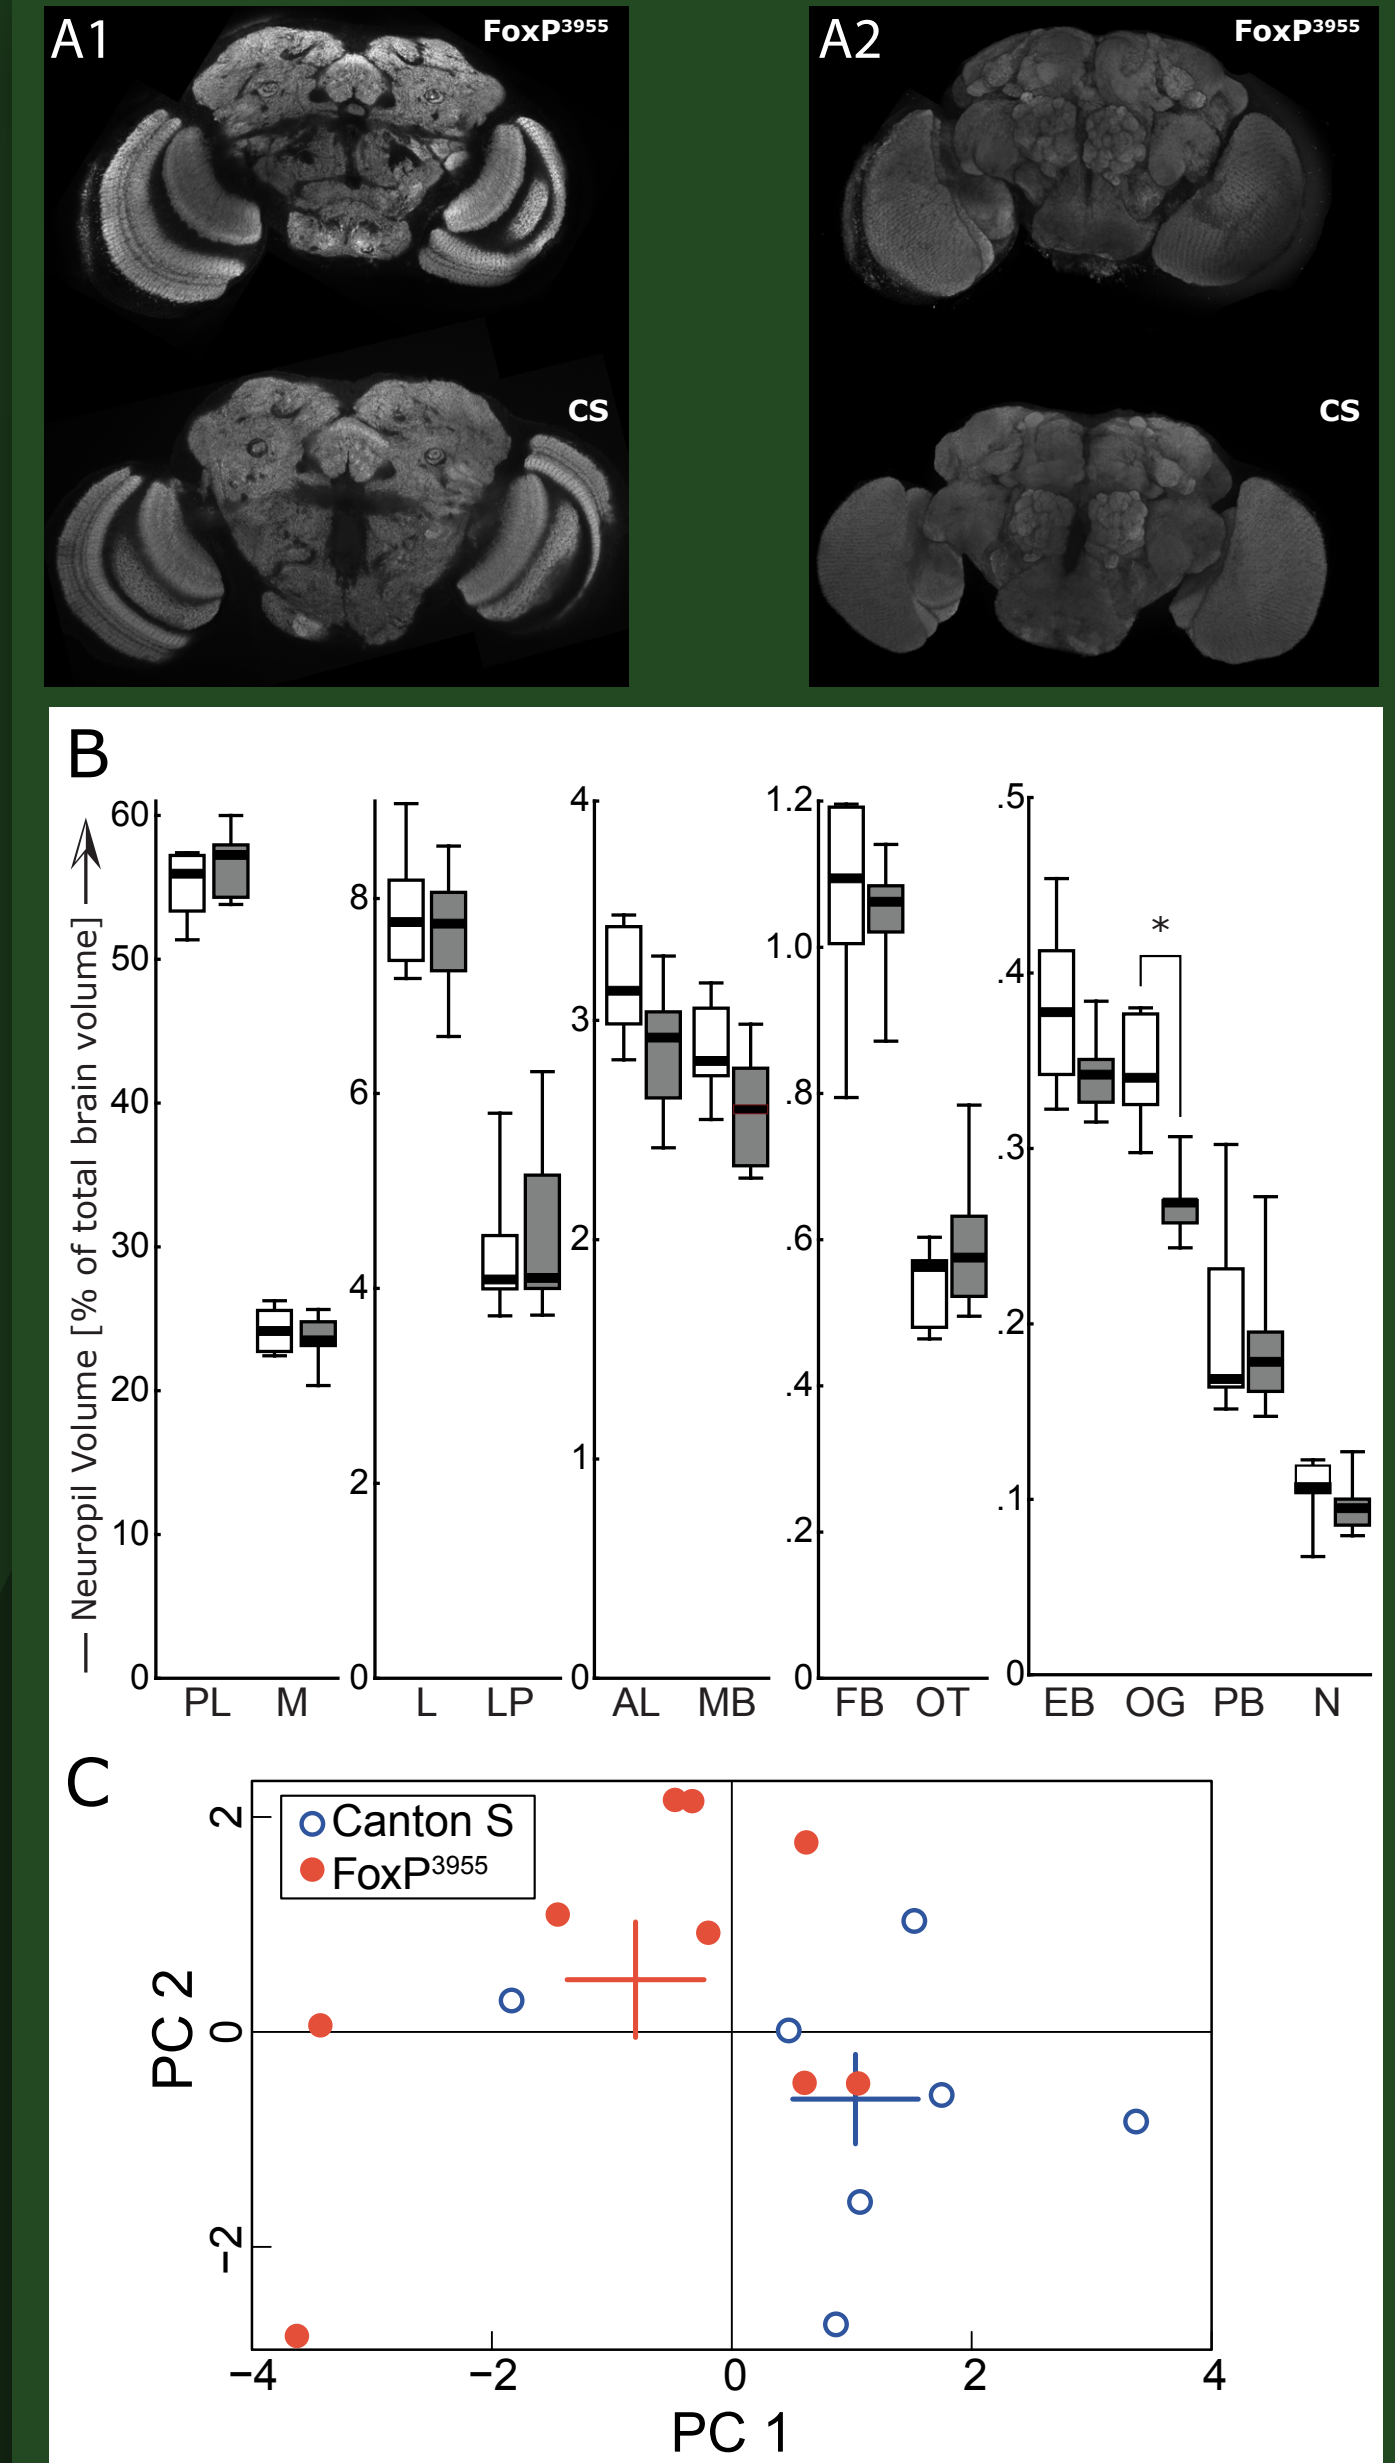 A1
FoxP3955
A2
FoxP3955
CS
CS
B
— Neuropil Volume [% of total brain volume] →
60
50
40
30
20
10
0
PL M
8
6
4
2
0
L LP
4
3
2
1
0
AL MB
1.2
1.0
.8
.6
.4
.2
0
FB OT
.5
.4
.3
.2
.1
0
*
EB OG PB N
C
Canton S
FoxP3955
PC 2
2
0
−2
−4 −2 0 2 4
PC 1